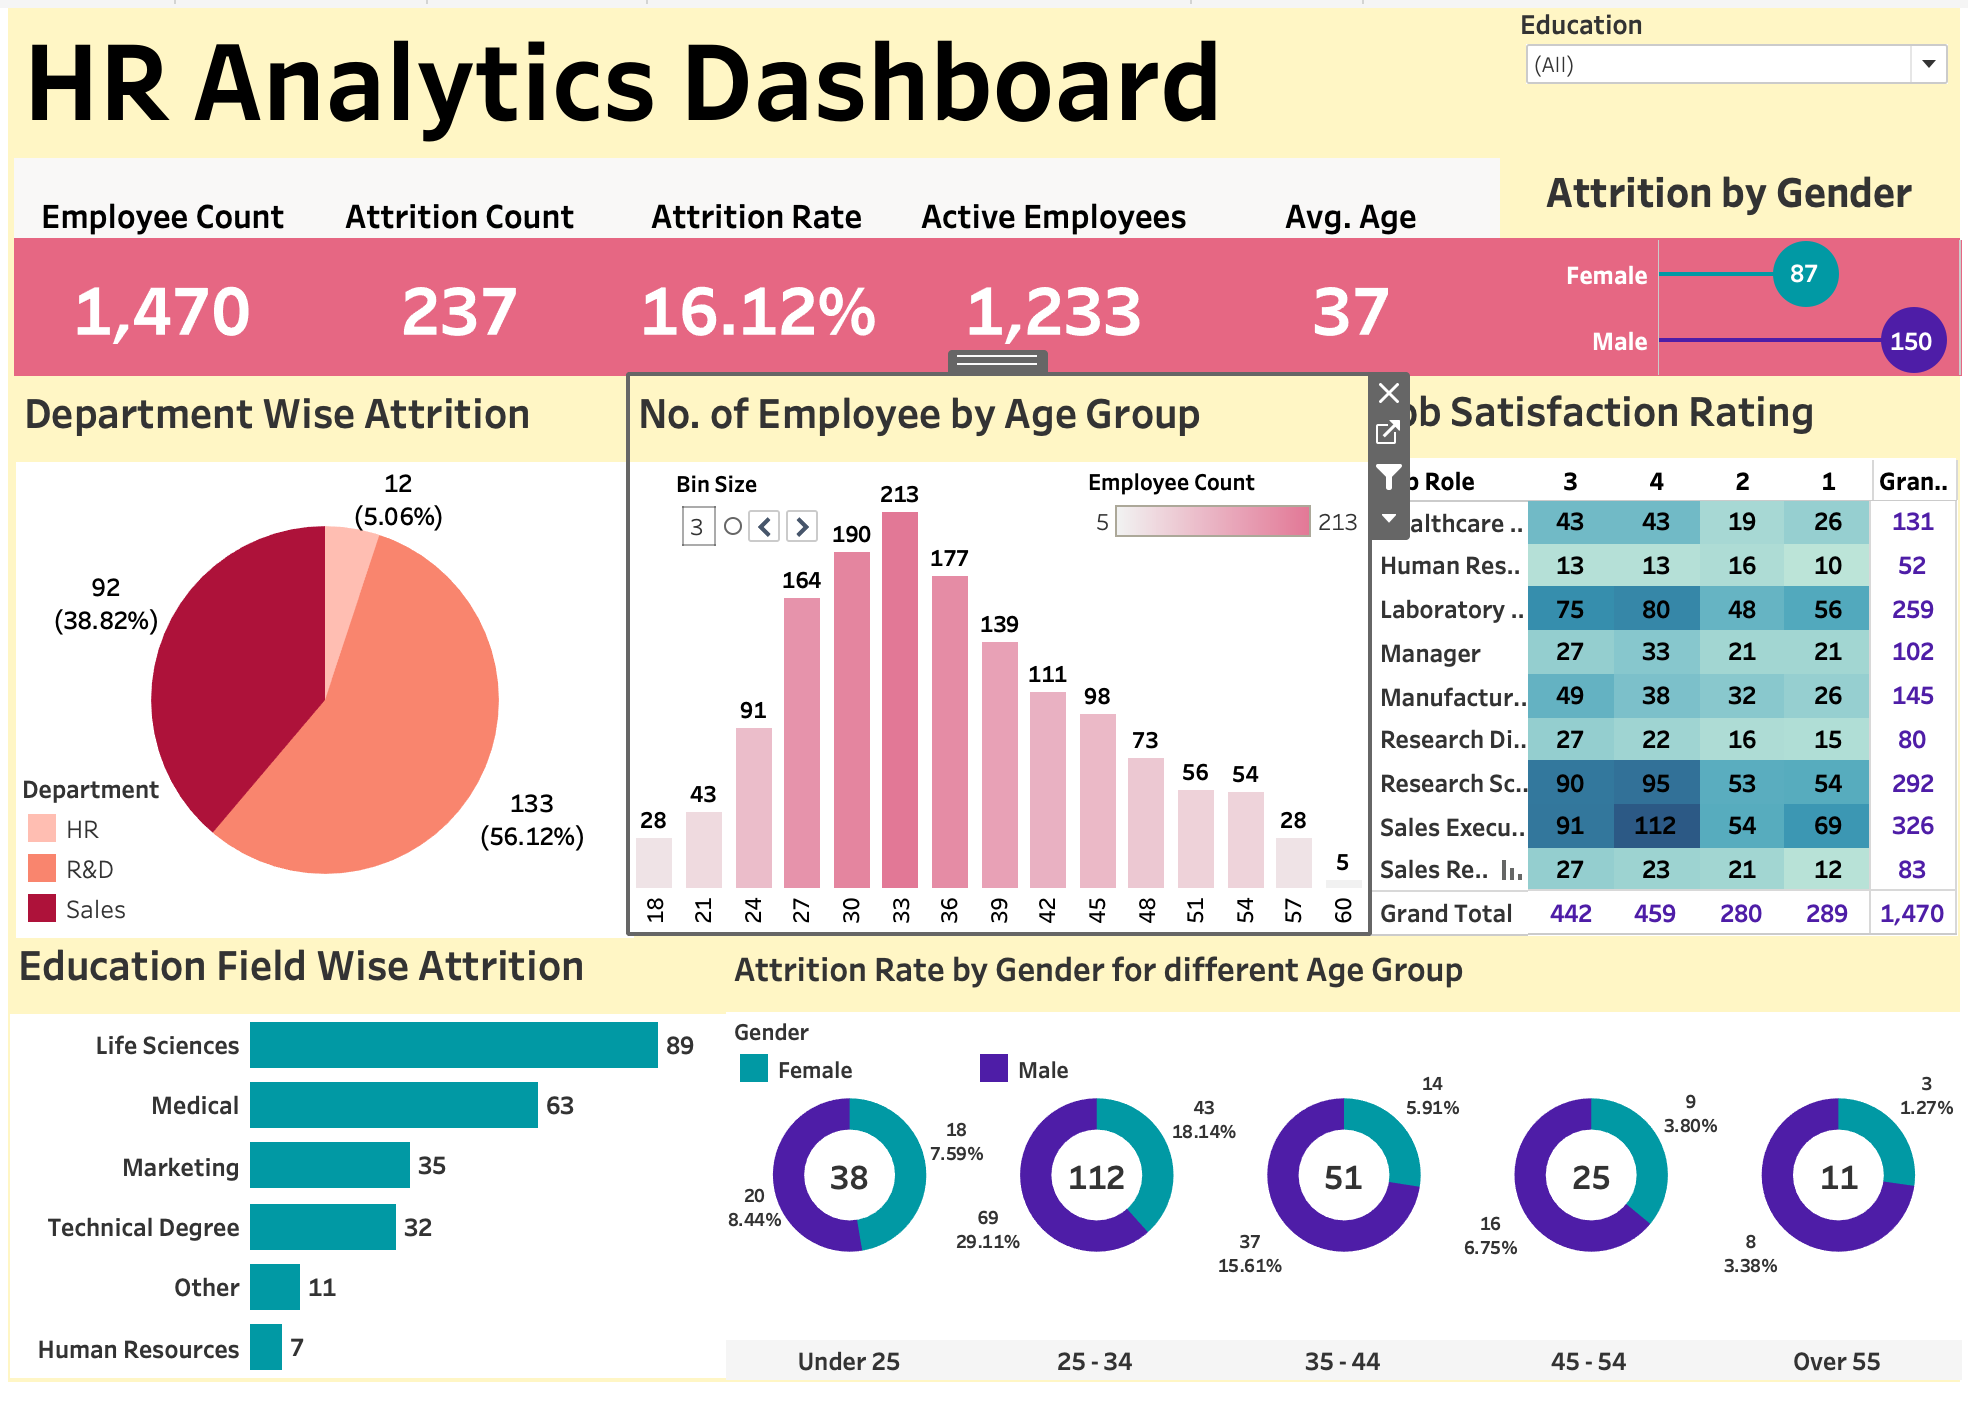 HR Analytics Dashboard
Education
(All)
Employee Count
Attrition Count
Attrition Rate
Active Employees
Avg. Age
1,470
237
16.12%
1,233
37
Attrition by Gender
Female
87
Male
150
Department Wise Attrition
12
(5.06%)
92
(38.82%)
133
(56.12%)
Department
HR
R&D
Sales
No. of Employee by Age Group
Bin Size
3
Employee Count
5
213
28
43
91
164
190
213
177
139
111
98
73
56
54
28
5
18
21
24
27
30
33
36
39
42
45
48
51
54
57
60
ob Satisfaction Rating
b Role 3 4 2 1 Gran..
althcare .. 43 43 19 26 131
Human Res.. 13 13 16 10 52
Laboratory .. 75 80 48 56 259
Manager 27 33 21 21 102
Manufactur.. 49 38 32 26 145
Research Di.. 27 22 16 15 80
Research Sc.. 90 95 53 54 292
Sales Execu.. 91 112 54 69 326
Sales Re.. 27 23 21 12 83
Grand Total 442 459 280 289 1,470
Education Field Wise Attrition
Life Sciences 89
Medical 63
Marketing 35
Technical Degree 32
Other 11
Human Resources 7
Attrition Rate by Gender for different Age Group
Gender
Female
Male
18
7.59%
38
20
8.44%
43
18.14%
112
69
29.11%
14
5.91%
51
37
15.61%
9
3.80%
25
16
6.75%
3
1.27%
11
8
3.38%
Under 25
25 - 34
35 - 44
45 - 54
Over 55